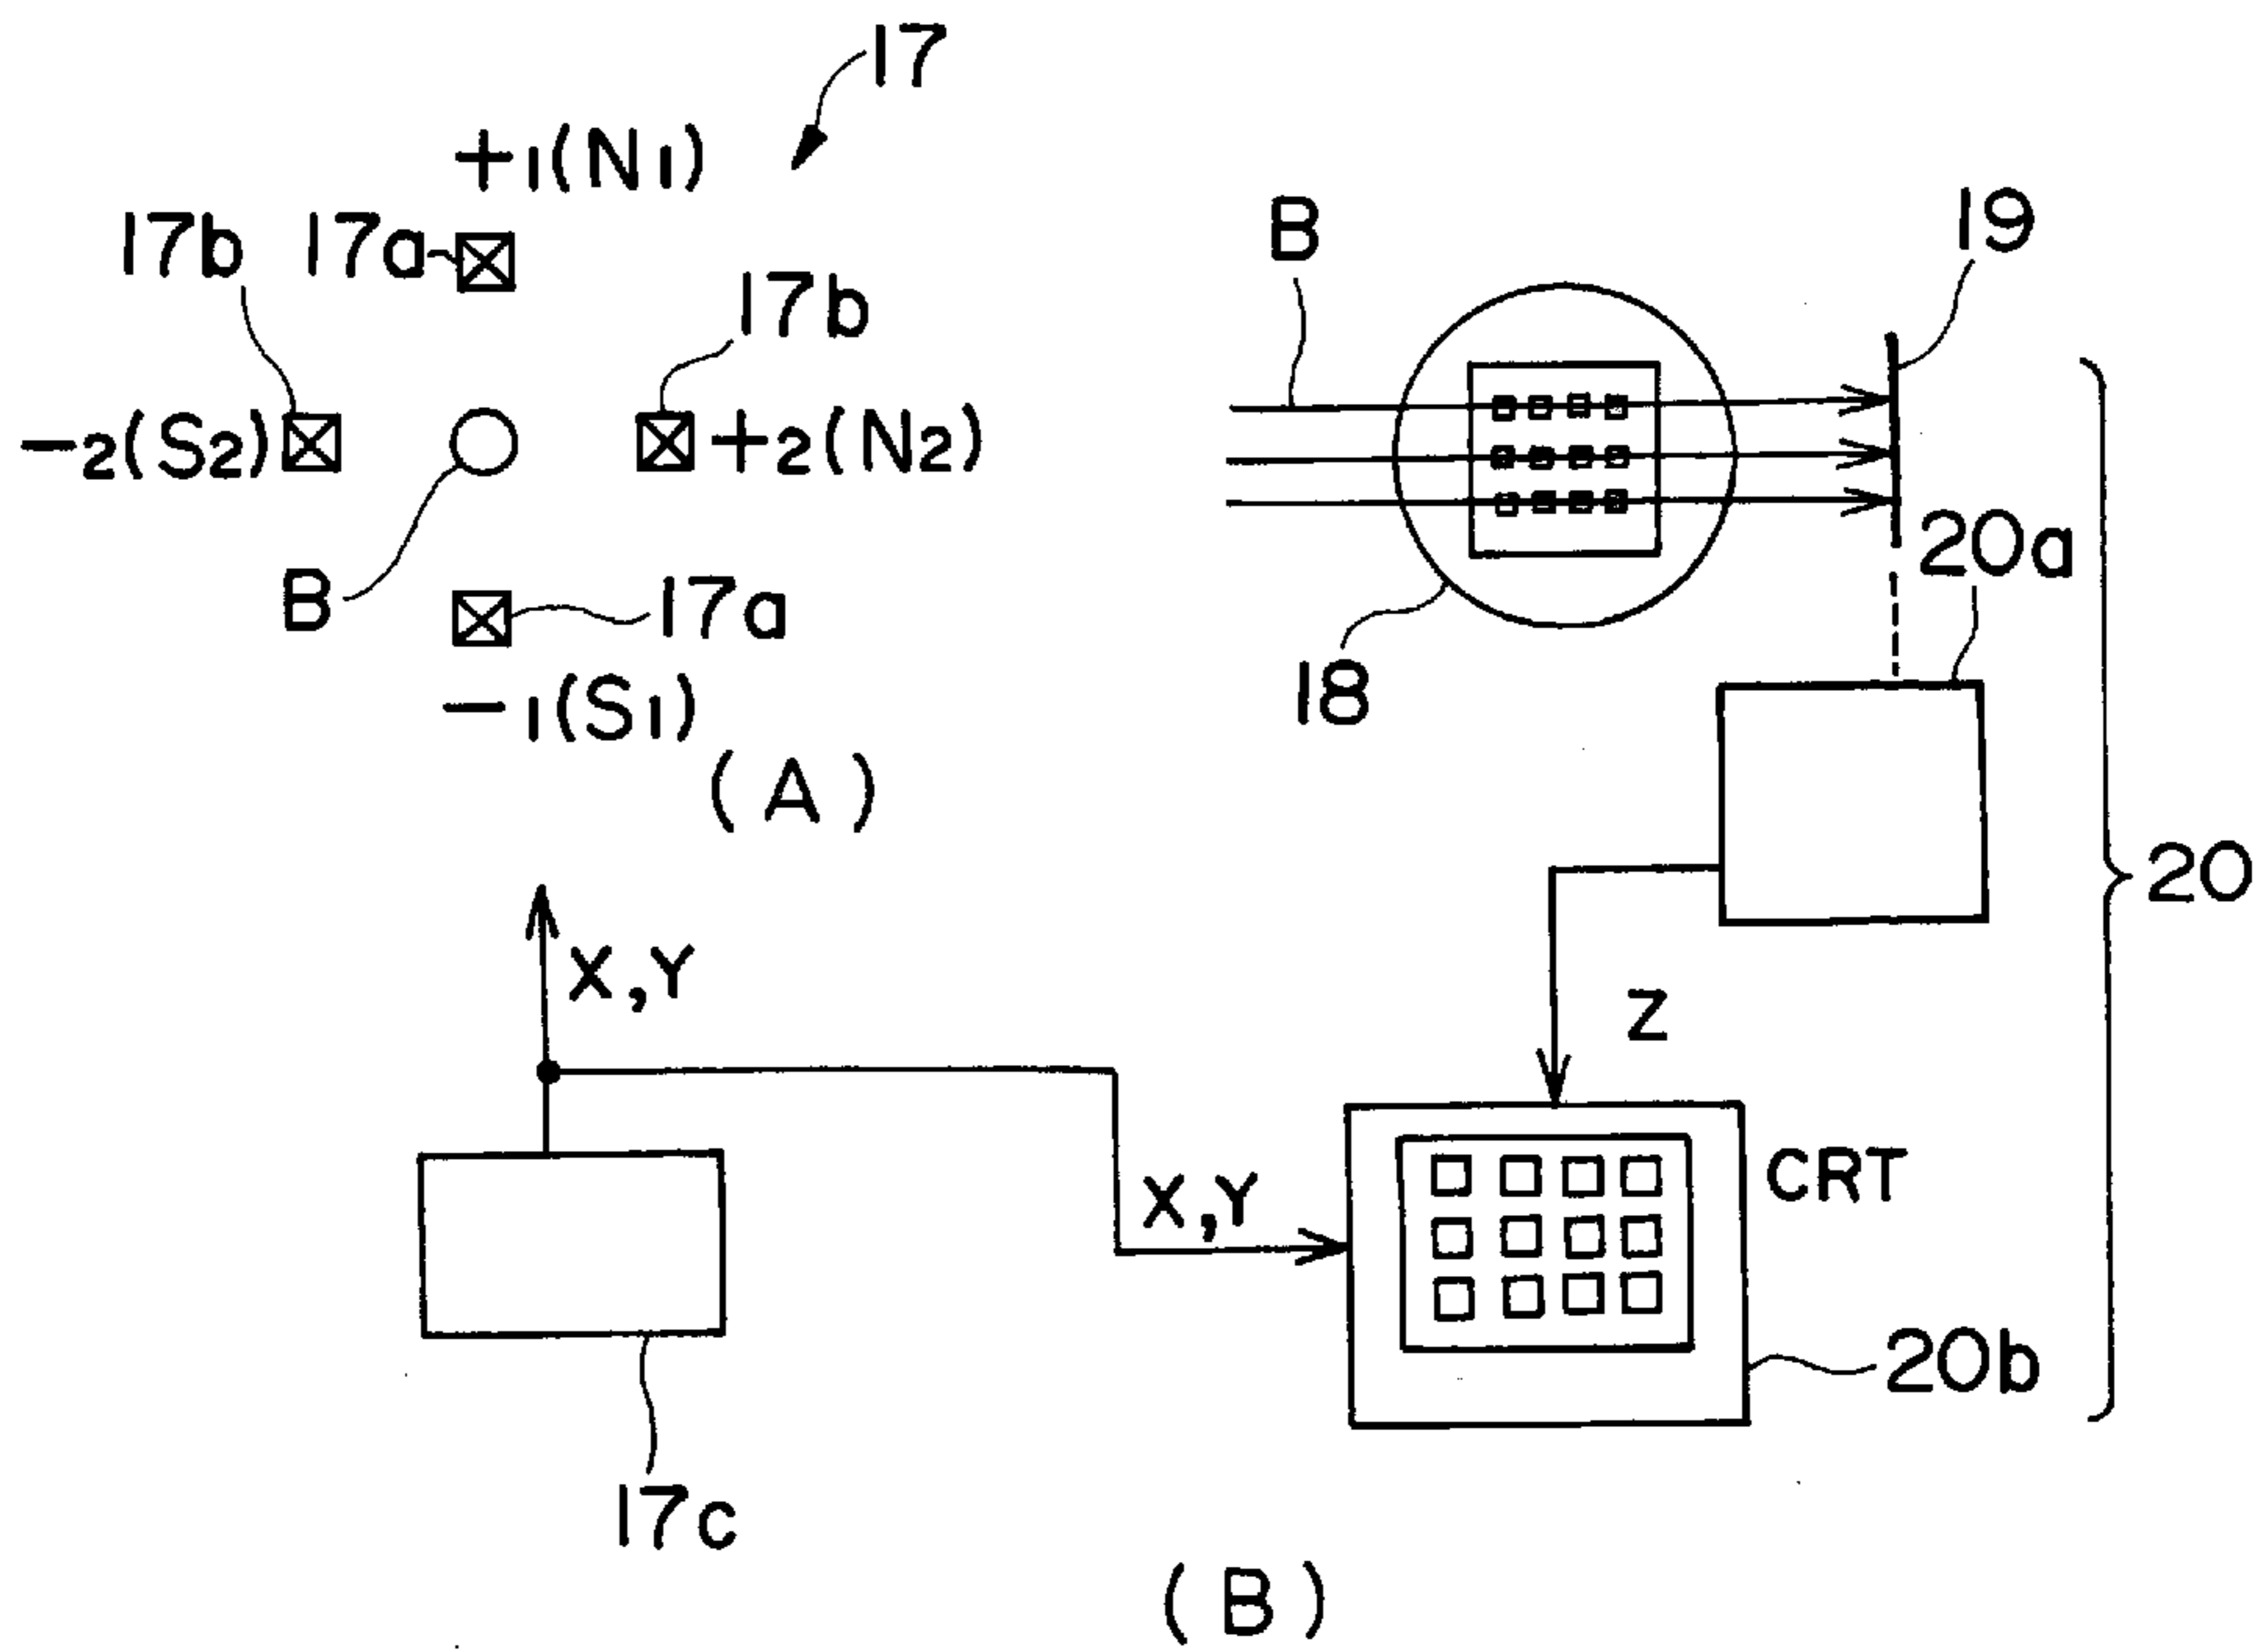 17
+1(N1)
17b 17a
17b
-2(S2)
+2(N2)
B
17a
-1(S1)
(A)
B
19
18
20a
20
Z
X,Y
X,Y
CRT
20b
17c
(B)